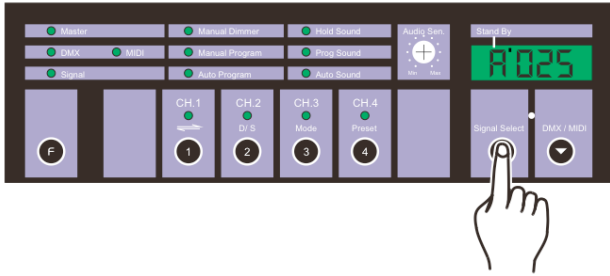 Master Manual Dimmer Hold Sound Audio Sen. Stand By
DMX MIDI Manual Program Prog Sound A'025
Signal Auto Program Auto Sound Min Max
CH.1 CH.2 CH.3 CH.4
D/ S Mode Preset Signal Select DMX / MIDI
F 1 2 3 4